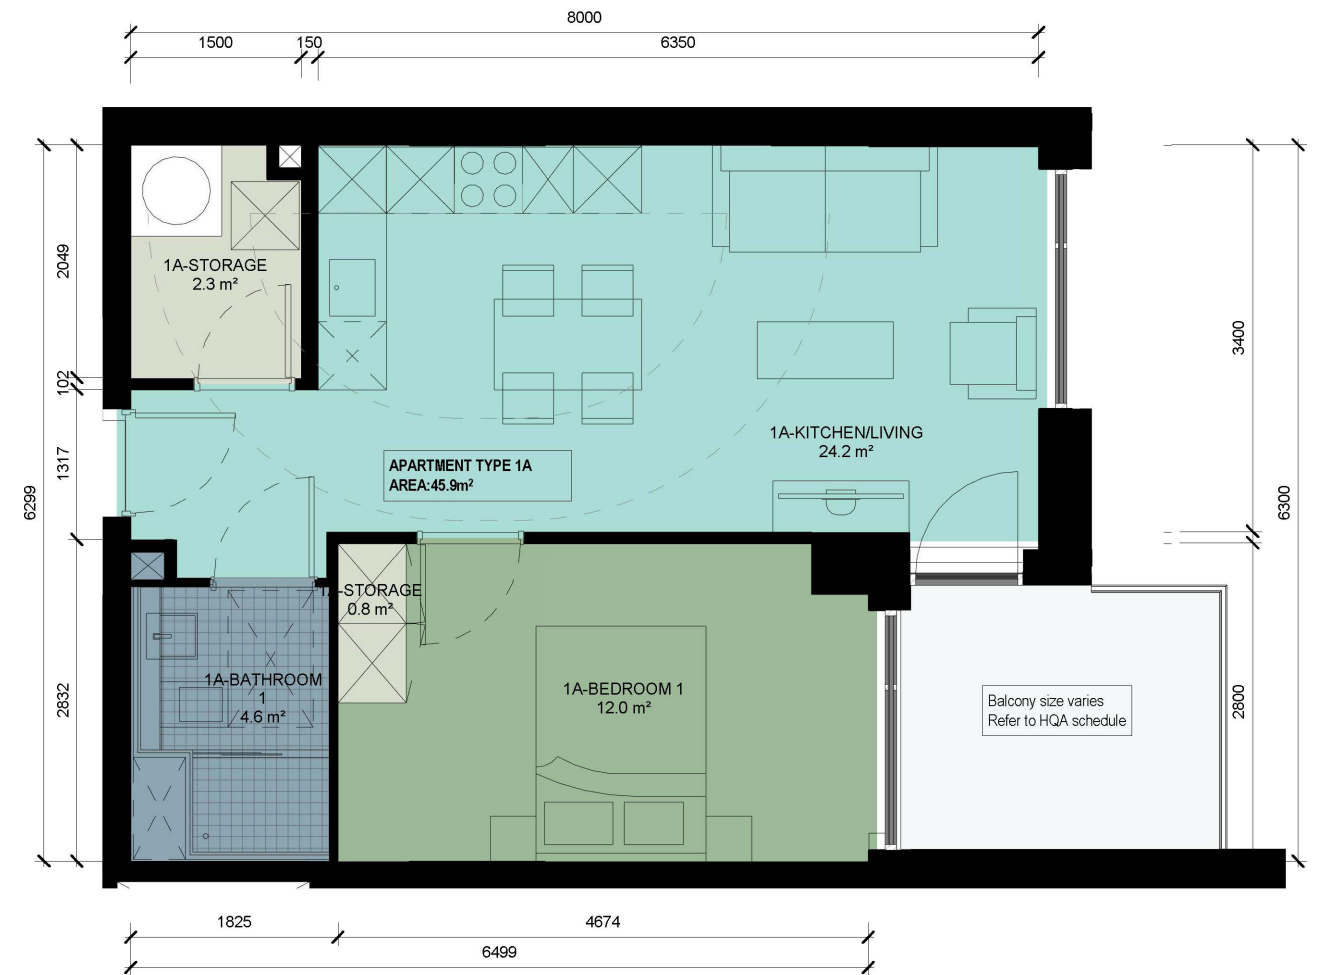 8000
1500
150
6350
2049
102
1317
6299
2832
3400
6300
2800
1A-STORAGE
2.3 m²
1A-KITCHEN/LIVING
24.2 m²
APARTMENT TYPE 1A
AREA:45.9m²
1A-STORAGE
0.8 m²
1A-BATHROOM
1
4.6 m²
1A-BEDROOM 1
12.0 m²
Balcony size varies
Refer to HQA schedule
1825
4674
6499